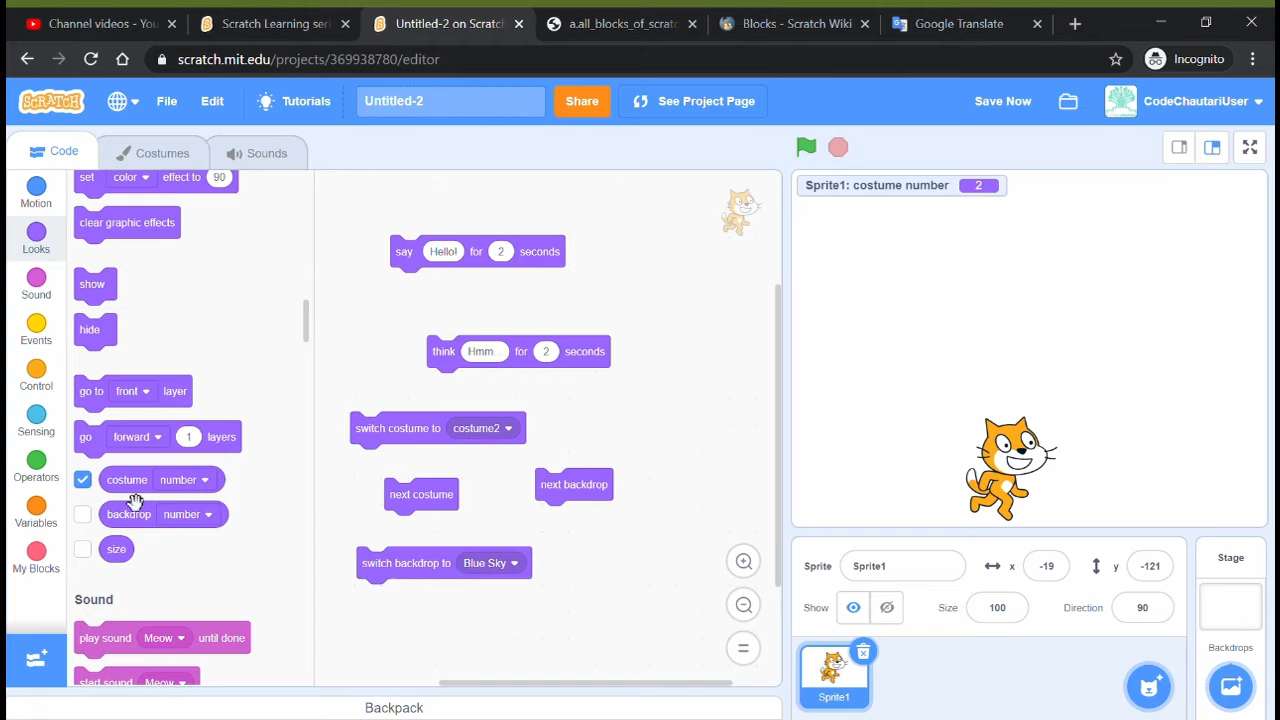 Channel videos - You
Scratch Learning seri
Untitled-2 on Scratch
a.all_blocks_of_scratc
Blocks - Scratch Wiki
Google Translate
scratch.mit.edu/projects/369938780/editor
Incognito
SCRATCH
File
Edit
Tutorials
Untitled-2
Share
See Project Page
Save Now
CodeChautariUser
Code
Costumes
Sounds
Motion
Looks
Sound
Events
Control
Sensing
Operators
Variables
My Blocks
set color effect to 90
clear graphic effects
show
hide
go to front layer
go forward 1 layers
costume number
backdrop number
size
Sound
play sound Meow until done
start sound Meow
say Hello! for 2 seconds
think Hmm... for 2 seconds
switch costume to costume2
next costume
next backdrop
switch backdrop to Blue Sky
Backpack
Sprite1: costume number 2
Sprite Sprite1 x -19 y -121
Show Size 100 Direction 90
Sprite1
Stage
Backdrops